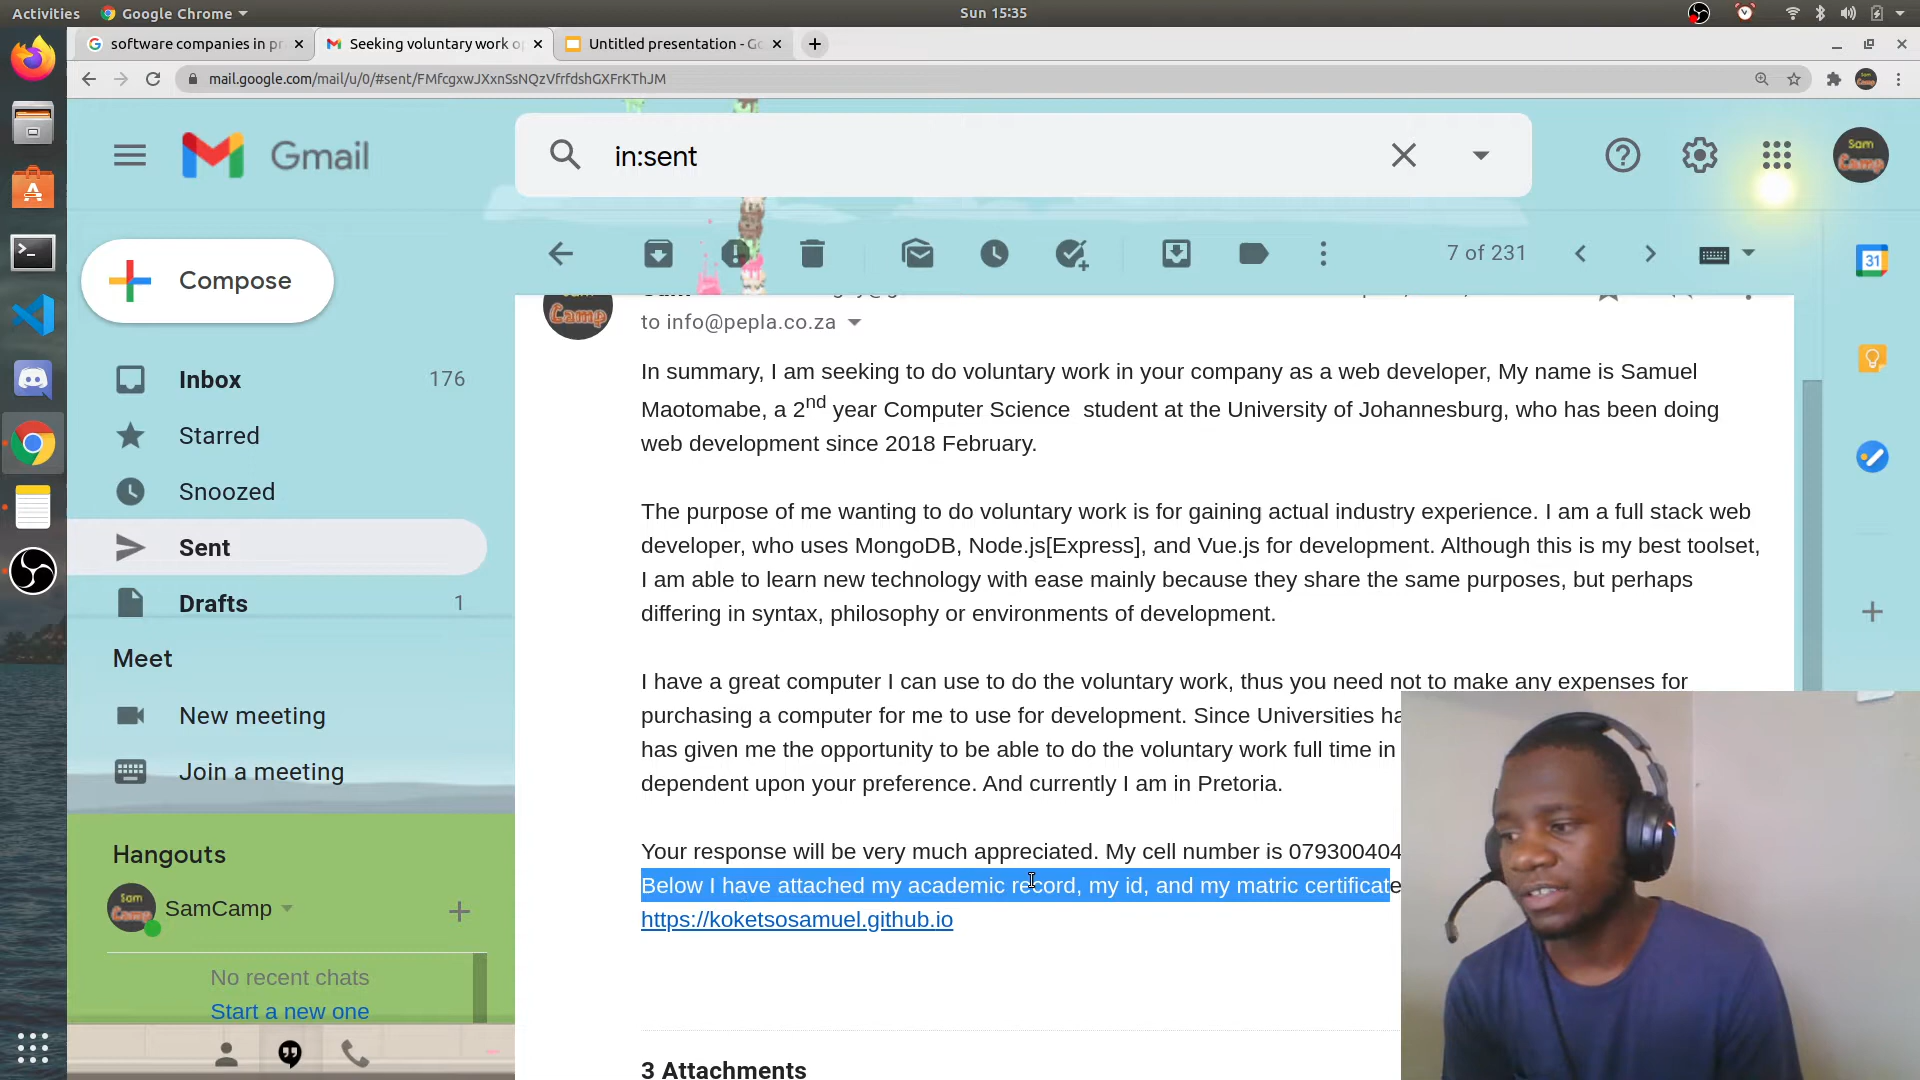 Activities
Google Chrome
Sun 15:35
software companies in pr
Seeking voluntary work op
Untitled presentation - Go
mail.google.com/mail/u/0/#sent/FMfcgxwJXxnSsNQzVfrfdshGXFrKThJM
Gmail
in:sent
Sam
Camp
Compose
7 of 231
31
Inbox 176
Starred
Snoozed
Sent
Drafts 1
Meet
New meeting
Join a meeting
Hangouts
SamCamp
No recent chats
Start a new one
Camp
to info@pepla.co.za
In summary, I am seeking to do voluntary work in your company as a web developer, My name is Samuel
Maotomabe, a 2nd year Computer Science student at the University of Johannesburg, who has been doing
web development since 2018 February.
The purpose of me wanting to do voluntary work is for gaining actual industry experience. I am a full stack web
developer, who uses MongoDB, Node.js[Express], and Vue.js for development. Although this is my best toolset,
I am able to learn new technology with ease mainly because they share the same purposes, but perhaps
differing in syntax, philosophy or environments of development.
I have a great computer I can use to do the voluntary work, thus you need not to make any expenses for
purchasing a computer for me to use for development. Since Universities ha
has given me the opportunity to be able to do the voluntary work full time in
dependent upon your preference. And currently I am in Pretoria.
Your response will be very much appreciated. My cell number is 079300404
Below I have attached my academic record, my id, and my matric certificate
https://koketsosamuel.github.io
3 Attachments